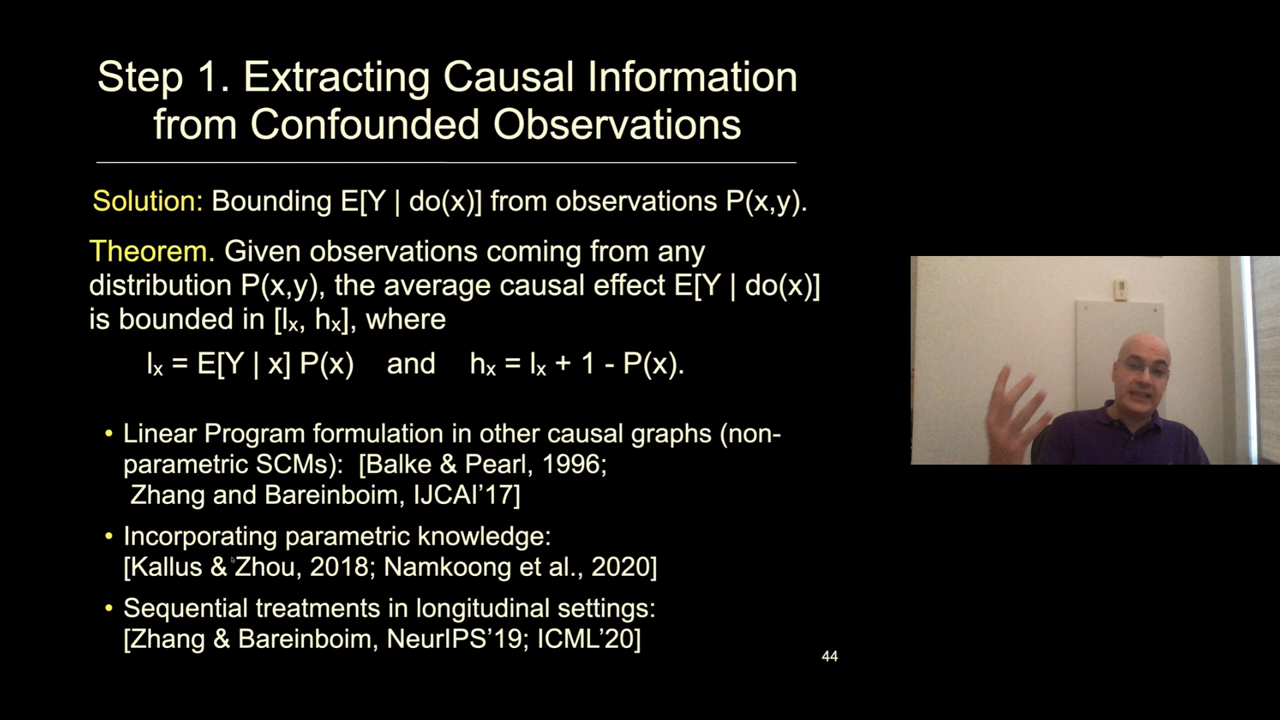 Step 1. Extracting Causal Information
from Confounded Observations
Solution: Bounding E[Y | do(x)] from observations P(x,y).
Theorem. Given observations coming from any
distribution P(x,y), the average causal effect E[Y | do(x)]
is bounded in [lₓ, hₓ], where
lₓ = E[Y | x] P(x) and hₓ = lₓ + 1 - P(x).
• Linear Program formulation in other causal graphs (non-
parametric SCMs): [Balke & Pearl, 1996;
Zhang and Bareinboim, IJCAI’17]
• Incorporating parametric knowledge:
[Kallus & Zhou, 2018; Namkoong et al., 2020]
• Sequential treatments in longitudinal settings:
[Zhang & Bareinboim, NeurIPS’19; ICML’20]
44